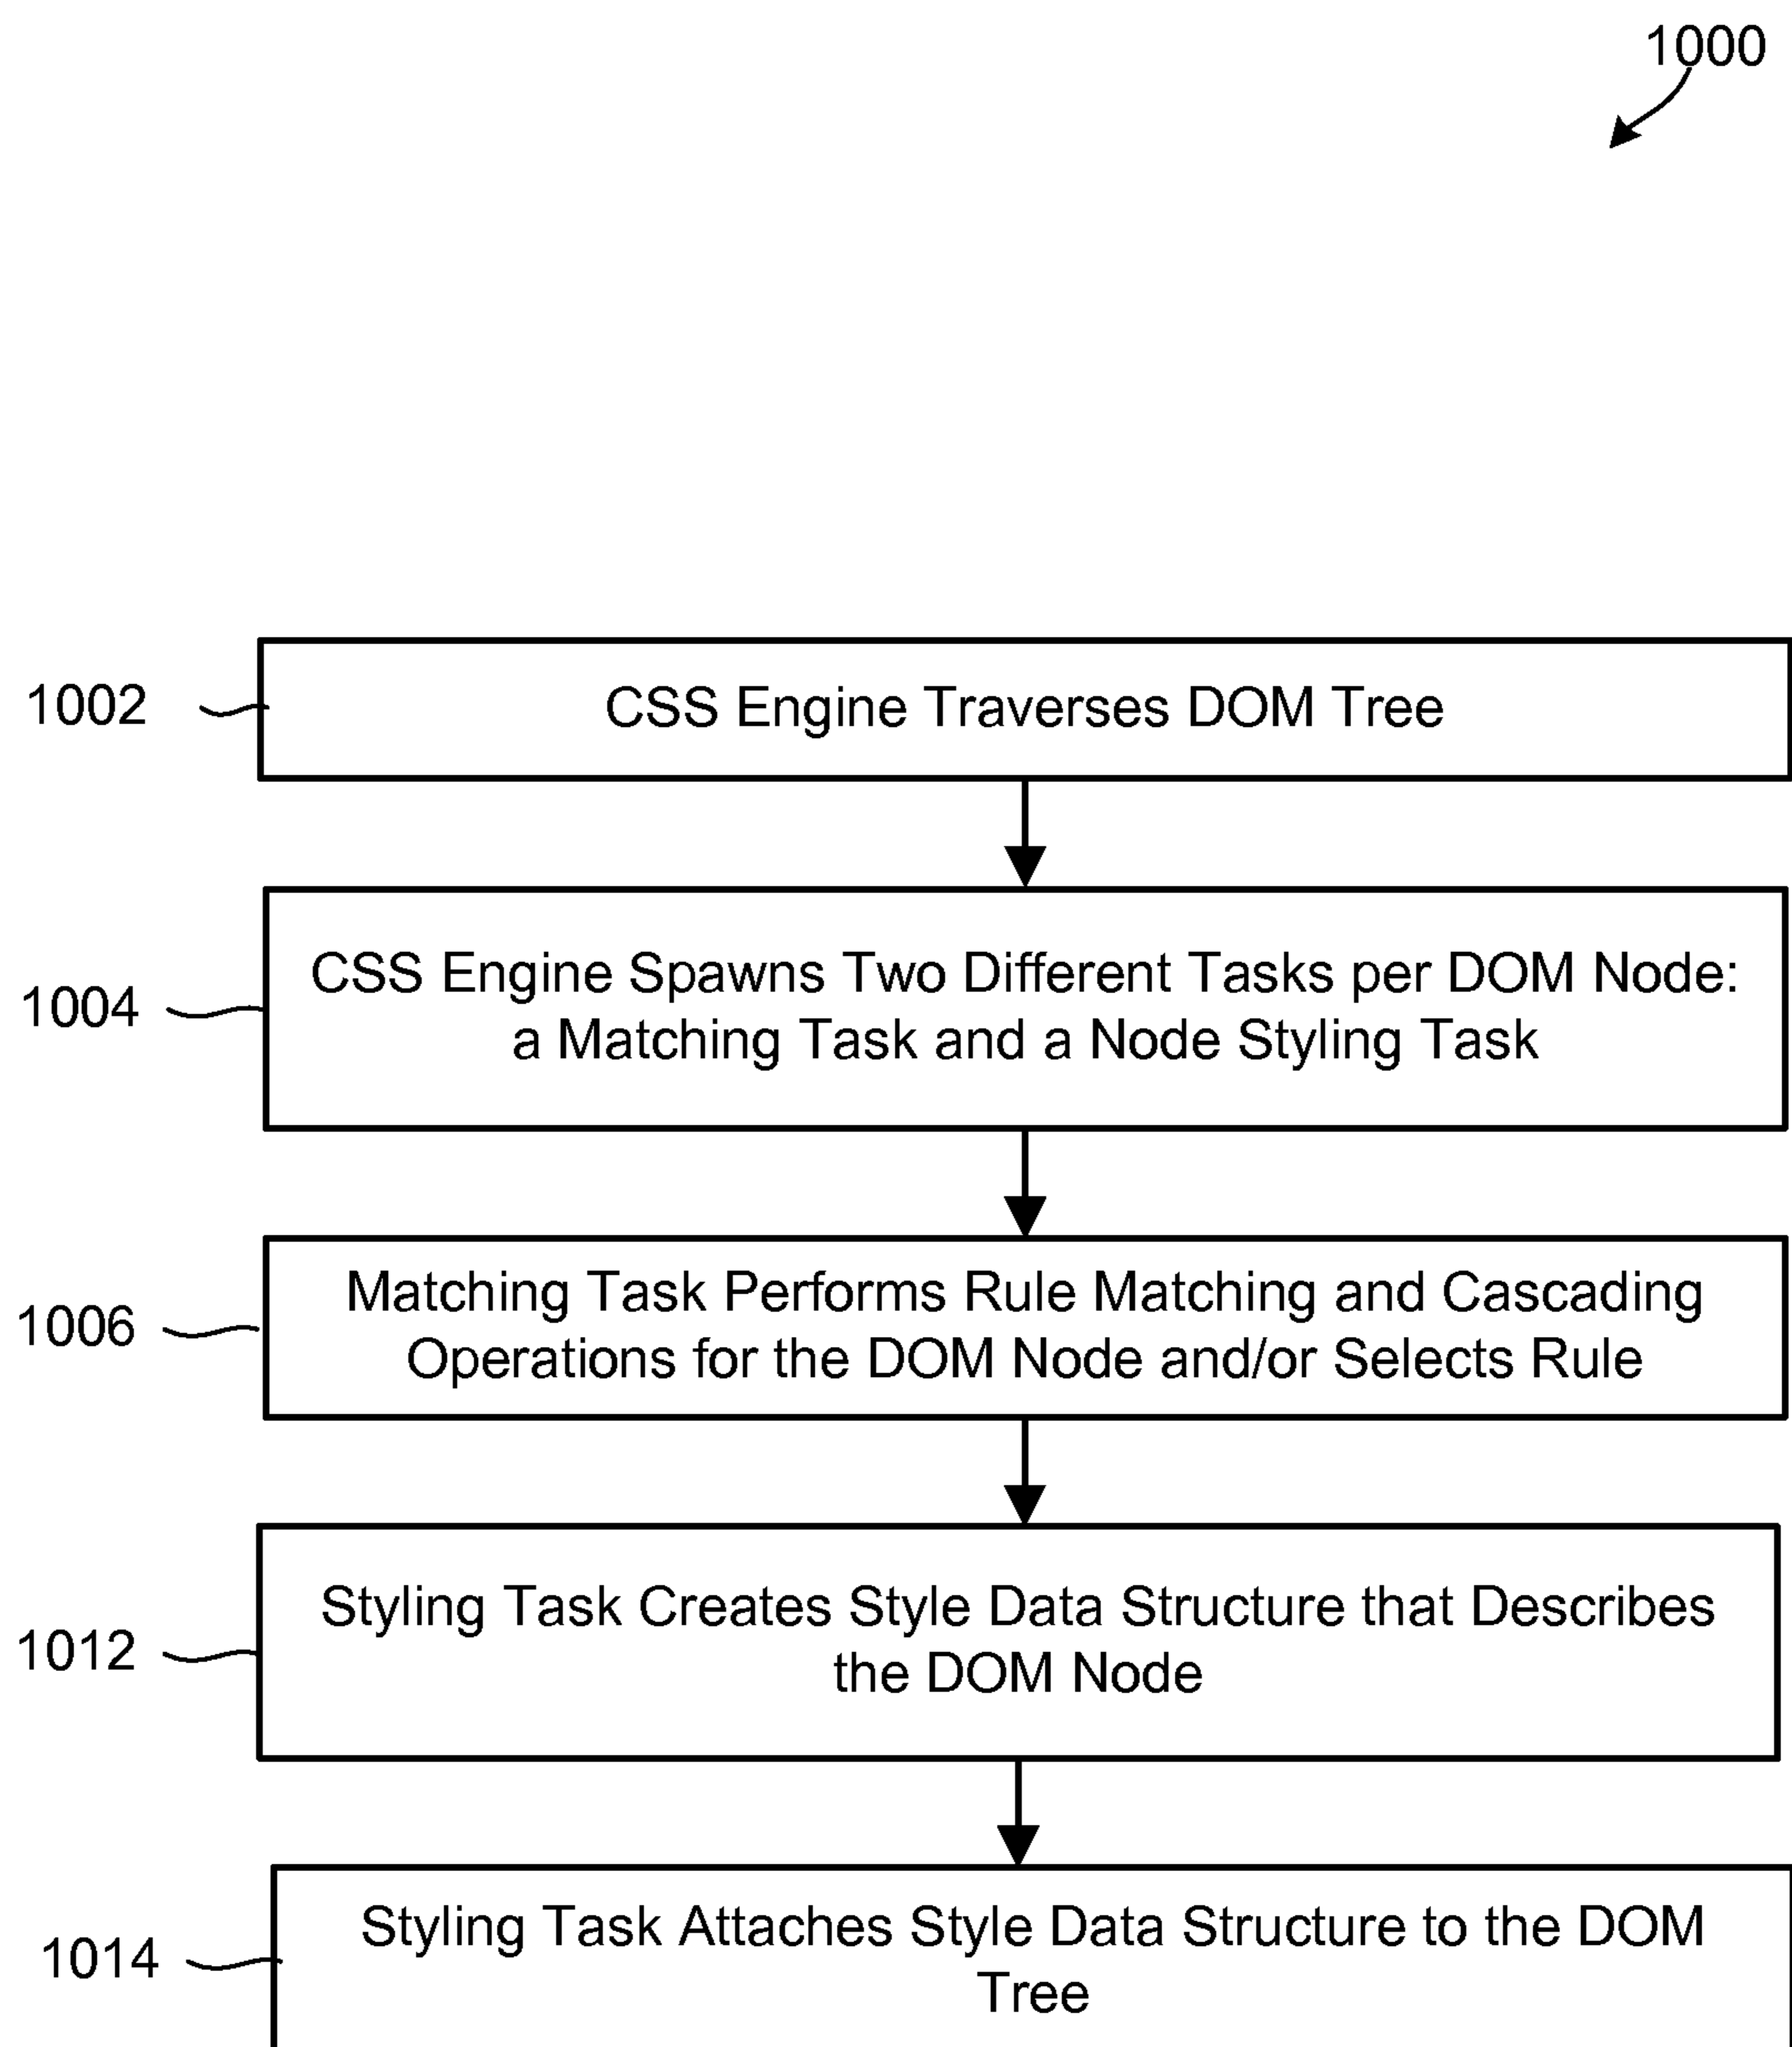 1000
1002
CSS Engine Traverses DOM Tree
1004
CSS Engine Spawns Two Different Tasks per DOM Node:
a Matching Task and a Node Styling Task
1006
Matching Task Performs Rule Matching and Cascading
Operations for the DOM Node and/or Selects Rule
1012
Styling Task Creates Style Data Structure that Describes
the DOM Node
1014
Styling Task Attaches Style Data Structure to the DOM
Tree